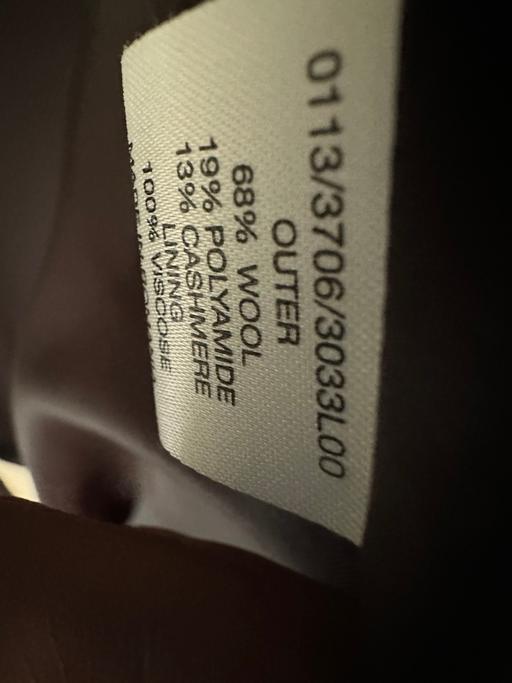 0113/3706/3033L00
OUTER
68% WOOL
19% POLYAMIDE
13% CASHMERE
LINING
100% VISCOSE